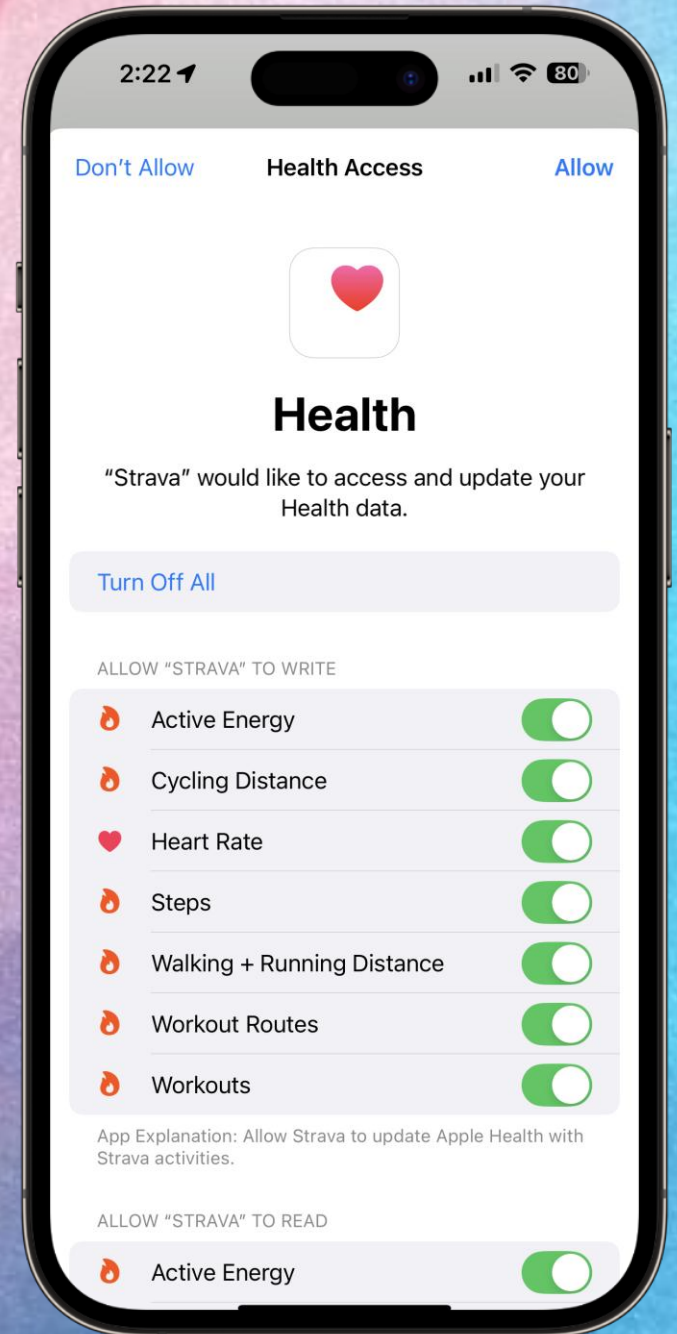 2:22
80
Don’t Allow Health Access Allow
Health
“Strava” would like to access and update your
Health data.
Turn Off All
ALLOW “STRAVA” TO WRITE
Active Energy
Cycling Distance
Heart Rate
Steps
Walking + Running Distance
Workout Routes
Workouts
App Explanation: Allow Strava to update Apple Health with
Strava activities.
ALLOW “STRAVA” TO READ
Active Energy